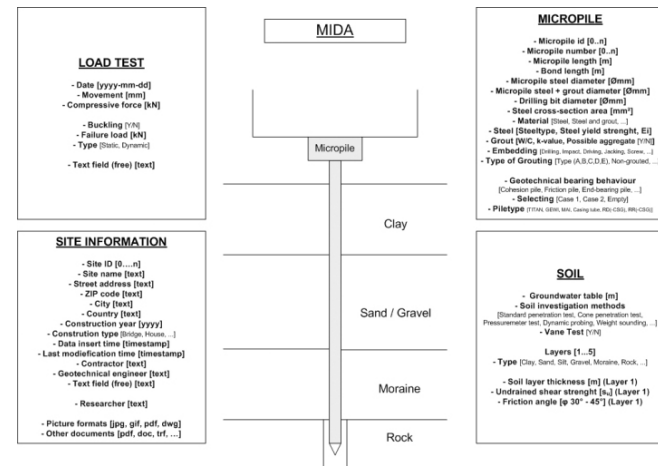 MIDA
LOAD TEST
- Date [yyyy-mm-dd]
- Movement [mm]
- Compressive force [kN]
- Buckling [Y/N]
- Failure load [kN]
- Type [Static, Dynamic]
- Text field (free) [text]
SITE INFORMATION
- Site ID [0....n]
- Site name [text]
- Street address [text]
- ZIP code [text]
- City [text]
- Country [text]
- Construction year [yyyy]
- Constrution type [Bridge, House, ...]
- Data insert time [timestamp]
- Last modiefication time [timestamp]
- Contractor [text]
- Geotechnical engineer [text]
- Text field (free) [text]
- Researcher [text]
- Picture formats [jpg, gif, pdf, dwg]
- Other documents [pdf, doc, trf, ...]
Micropile
Clay
Sand / Gravel
Moraine
Rock
MICROPILE
- Micropile id [0..n]
- Micropile number [0..n]
- Micropile length [m]
- Bond length [m]
- Micropile steel diameter [Ømm]
- Micropile steel + grout diameter [Ømm]
- Drilling bit diameter [Ømm]
- Steel cross-section area [mm²]
- Material [Steel, Steel and grout, ...]
- Steel [Steeltype, Steel yield strenght, Ei]
- Grout [W/C, k-value, Possible aggregate [Y/N]]
- Embedding [Drilling, Impact, Driving, Jacking, Screw, ...]
- Type of Grouting [Type (A,B,C,D,E), Non-grouted, ...]
- Geotechnical bearing behaviour
[Cohesion pile, Friction pile, End-bearing pile, ...]
- Selecting [Case 1, Case 2, Empty]
- Piletype [TITAN, GEWI, MAI, Casing tube, RD(-CSG), RR(-CSG)]
SOIL
- Groundwater table [m]
- Soil investigation methods
[Standard penetration test, Cone penetration test,
Pressuremeter test, Dynamic probing, Weight sounding, ...]
- Vane Test [Y/N]
Layers [1...5]
- Type [Clay, Sand, Silt, Gravel, Moraine, Rock, ...]
- Soil layer thickness [m] (Layer 1)
- Undrained shear strenght [sᵤ] (Layer 1)
- Friction angle [φ 30° - 45°] (Layer 1)